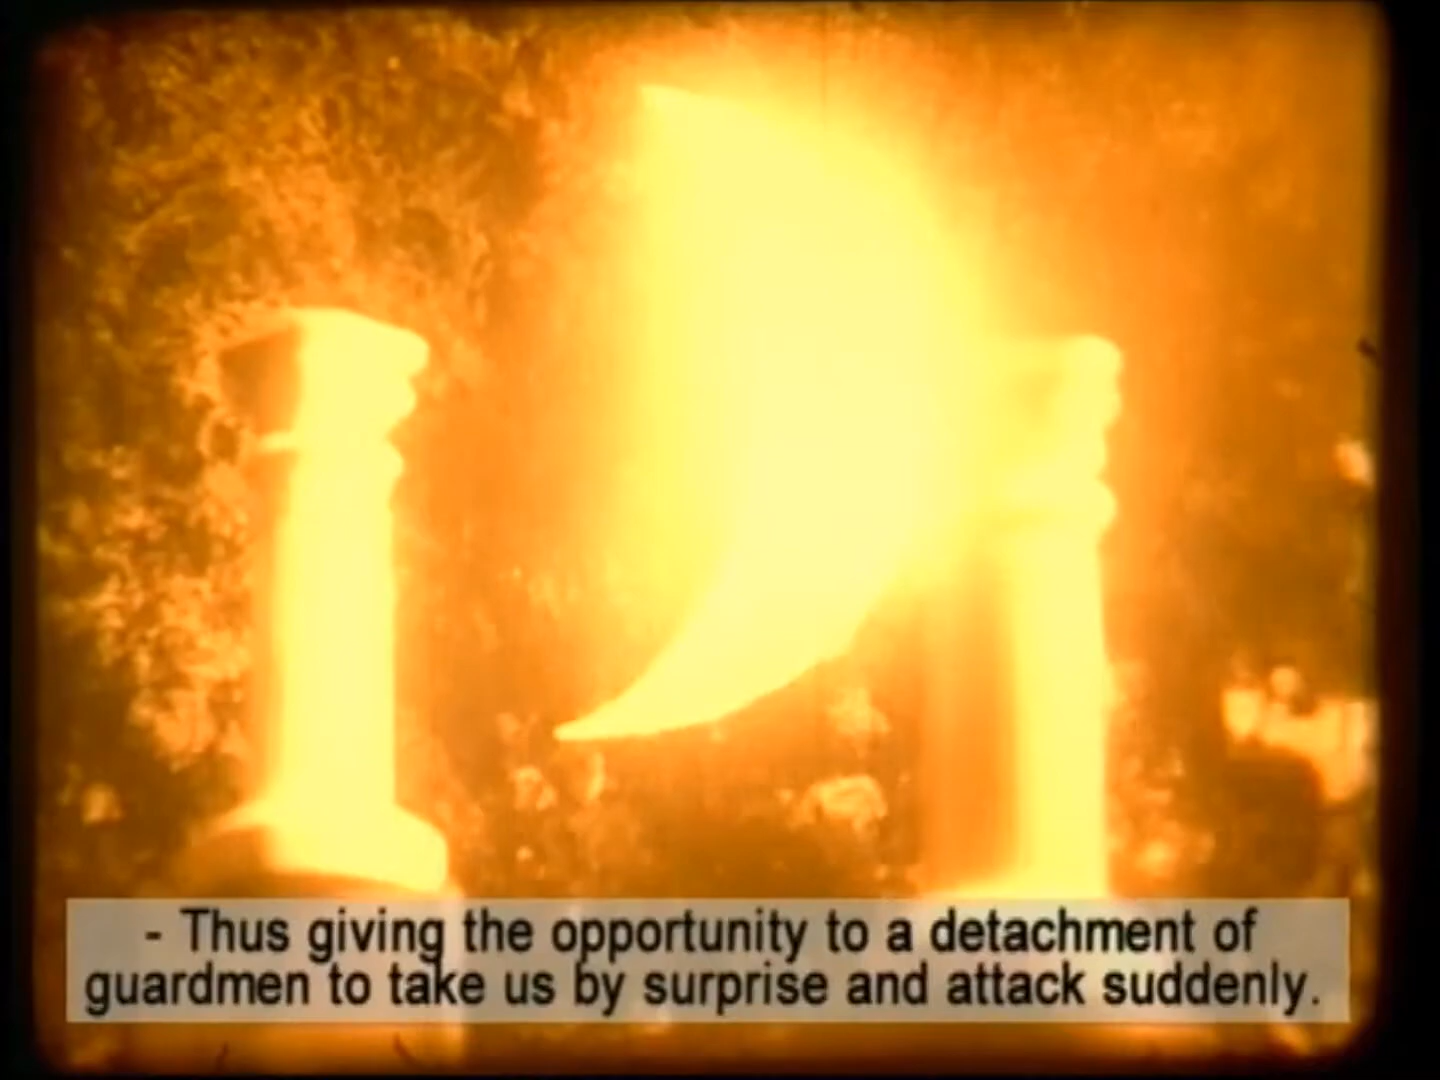 - Thus giving the opportunity to a detachment of
guardmen to take us by surprise and attack suddenly.